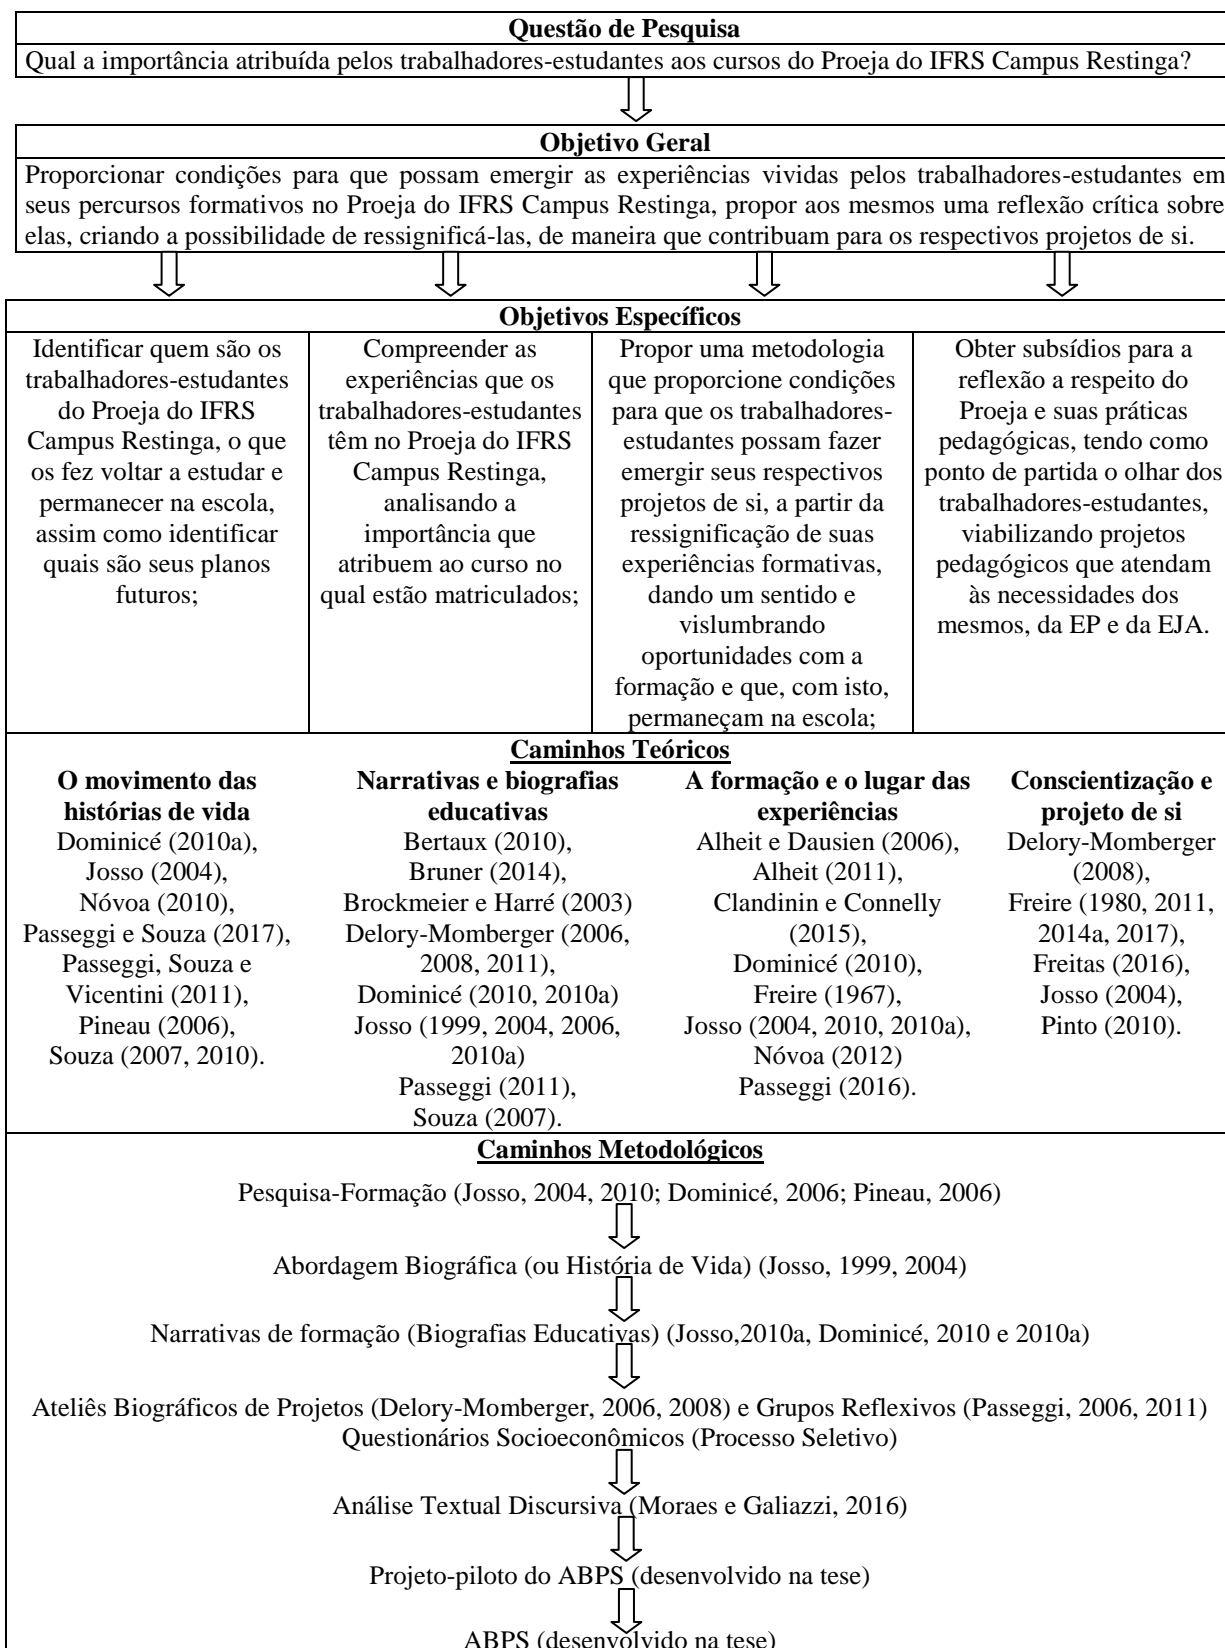 Questão de Pesquisa
Qual a importância atribuída pelos trabalhadores-estudantes aos cursos do Proeja do IFRS Campus Restinga?
Objetivo Geral
Proporcionar condições para que possam emergir as experiências vividas pelos trabalhadores-estudantes em
seus percursos formativos no Proeja do IFRS Campus Restinga, propor aos mesmos uma reflexão crítica sobre
elas, criando a possibilidade de ressignificá-las, de maneira que contribuam para os respectivos projetos de si.
Objetivos Específicos
Identificar quem são os
trabalhadores-estudantes
do Proeja do IFRS
Campus Restinga, o que
os fez voltar a estudar e
permanecer na escola,
assim como identificar
quais são seus planos
futuros;
Compreender as
experiências que os
trabalhadores-estudantes
têm no Proeja do IFRS
Campus Restinga,
analisando a
importância que
atribuem ao curso no
qual estão matriculados;
Propor uma metodologia
que proporcione condições
para que os trabalhadores-
estudantes possam fazer
emergir seus respectivos
projetos de si, a partir da
ressignificação de suas
experiências formativas,
dando um sentido e
vislumbrando
oportunidades com a
formação e que, com isto,
permaneçam na escola;
Obter subsídios para a
reflexão a respeito do
Proeja e suas práticas
pedagógicas, tendo como
ponto de partida o olhar dos
trabalhadores-estudantes,
viabilizando projetos
pedagógicos que atendam
às necessidades dos
mesmos, da EP e da EJA.
Caminhos Teóricos
O movimento das
histórias de vida
Dominicé (2010a),
Josso (2004),
Nóvoa (2010),
Passeggi e Souza (2017),
Passeggi, Souza e
Vicentini (2011),
Pineau (2006),
Souza (2007, 2010).
Narrativas e biografias
educativas
Bertaux (2010),
Bruner (2014),
Brockmeier e Harré (2003)
Delory-Momberger (2006,
2008, 2011),
Dominicé (2010, 2010a)
Josso (1999, 2004, 2006,
2010a)
Passeggi (2011),
Souza (2007).
A formação e o lugar das
experiências
Alheit e Dausien (2006),
Alheit (2011),
Clandinin e Connelly
(2015),
Dominicé (2010),
Freire (1967),
Josso (2004, 2010, 2010a),
Nóvoa (2012)
Passeggi (2016).
Conscientização e
projeto de si
Delory-Momberger
(2008),
Freire (1980, 2011,
2014a, 2017),
Freitas (2016),
Josso (2004),
Pinto (2010).
Caminhos Metodológicos
Pesquisa-Formação (Josso, 2004, 2010; Dominicé, 2006; Pineau, 2006)
Abordagem Biográfica (ou História de Vida) (Josso, 1999, 2004)
Narrativas de formação (Biografias Educativas) (Josso,2010a, Dominicé, 2010 e 2010a)
Ateliês Biográficos de Projetos (Delory-Momberger, 2006, 2008) e Grupos Reflexivos (Passeggi, 2006, 2011)
Questionários Socioeconômicos (Processo Seletivo)
Análise Textual Discursiva (Moraes e Galiazzi, 2016)
Projeto-piloto do ABPS (desenvolvido na tese)
ABPS (desenvolvido na tese)